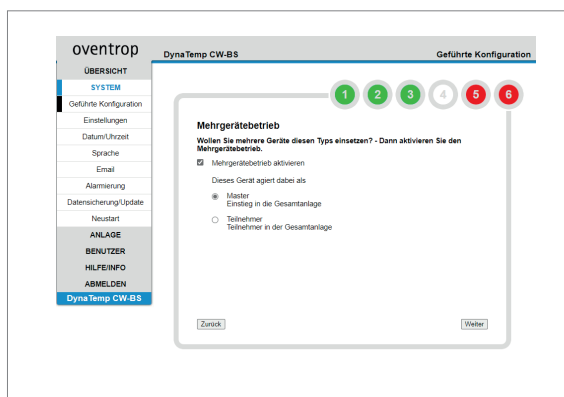 oventrop
DynaTemp CW-BS
Geführte Konfiguration
ÜBERSICHT
SYSTEM
Geführte Konfiguration
Einstellungen
Datum/Uhrzeit
Sprache
Email
Alarmierung
Datensicherung/Update
Neustart
ANLAGE
BENUTZER
HILFE/INFO
ABMELDEN
DynaTemp CW-BS
1 2 3 4 5 6
Mehrgerätebetrieb
Wollen Sie mehrere Geräte diesen Typs einsetzen? - Dann aktivieren Sie den
Mehrgerätebetrieb.
Mehrgerätebetrieb aktivieren
Dieses Gerät agiert dabei als
Master
Einstieg in die Gesamtanlage
Teilnehmer
Teilnehmer in der Gesamtanlage
Zurück
Weiter